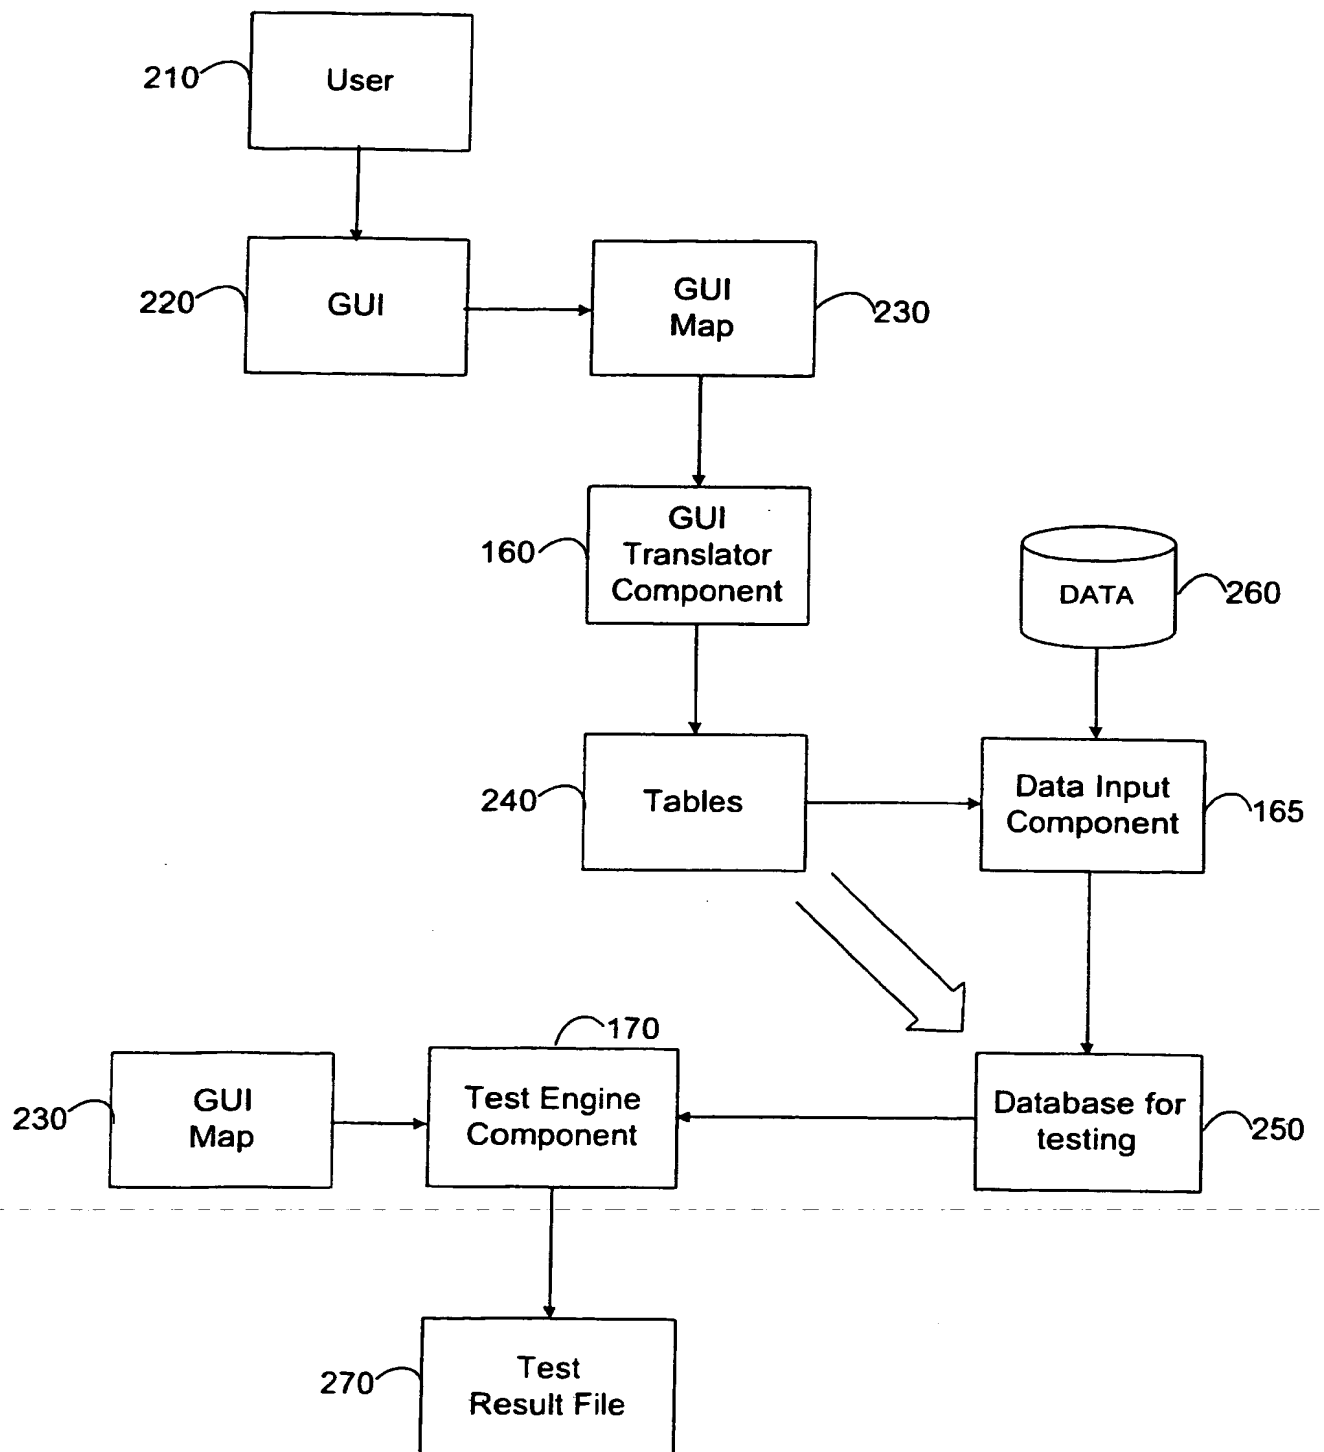 210
User
220
GUI
GUI
Map
230
160
GUI
Translator
Component
DATA
260
240
Tables
Data Input
Component
165
170
230
GUI
Map
Test Engine
Component
Database for
testing
250
270
Test
Result File